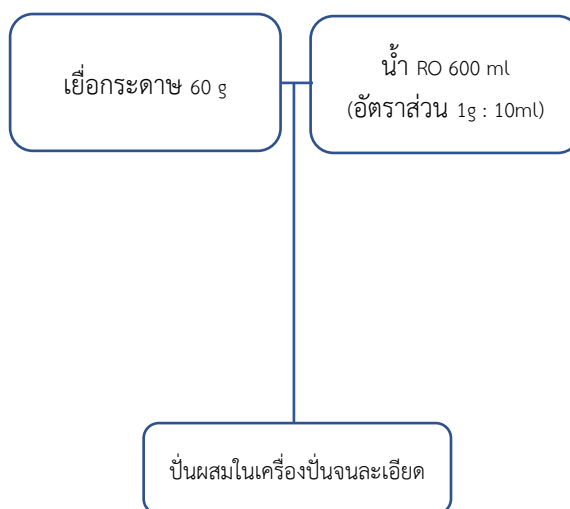 เยื่อกระดาษ 60 g
น้ำ RO 600 ml
(อัตราส่วน 1g : 10ml)
ปั่นผสมในเครื่องปั่นจนละเอียด